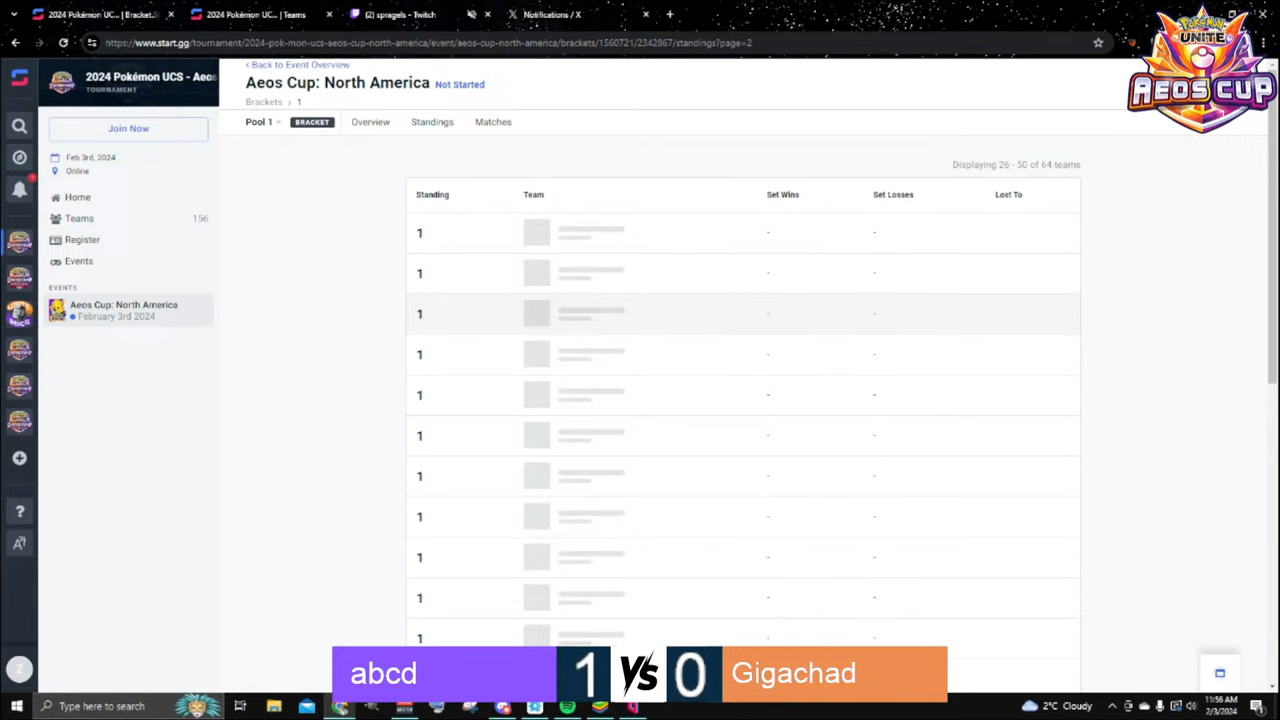 2024 Pokémon UC... | Bracket
2024 Pokémon UC... | Teams
(2) spragels - Twitch
Notifications / X
https://www.start.gg/tournament/2024-pok-mon-ucs-aeos-cup-north-america/event/aeos-cup-north-america/brackets/1560721/2342867/standings?page=2
POKÉMON
UNITE
AEOS CUP
2024 Pokémon UCS - Aeos
TOURNAMENT
Join Now
Feb 3rd, 2024
Online
Home
Teams 156
Register
Events
EVENTS
Aeos Cup: North America
February 3rd 2024
Back to Event Overview
Aeos Cup: North America Not Started
Brackets > 1
Pool 1 BRACKET Overview Standings Matches
Displaying 26 - 50 of 64 teams
Standing Team Set Wins Set Losses Lost To
1 - -
1 - -
1 - -
1 - -
1 - -
1 - -
1 - -
1 - -
1 - -
1 - -
1 - -
abcd 1 VS 0 Gigachad
Z
Type here to search
2°C Cloudy
11:56 AM
2/3/2024